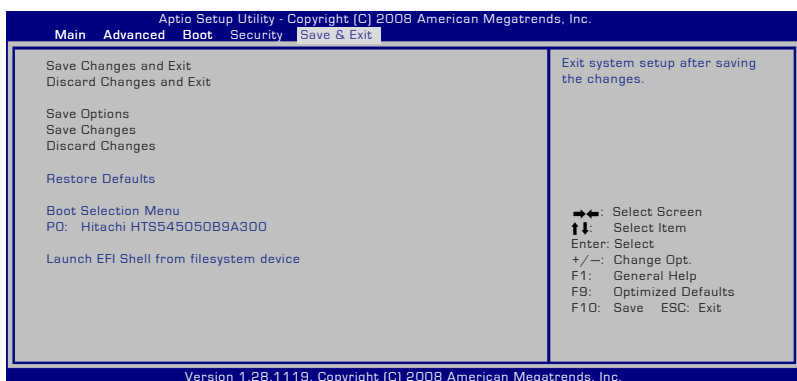 Aptio Setup Utility - Copyright (C) 2008 American Megatrends, Inc.
Main Advanced Boot Security Save & Exit
Save Changes and Exit
Discard Changes and Exit
Save Options
Save Changes
Discard Changes
Restore Defaults
Boot Selection Menu
P0: Hitachi HTS545050B9A300
Launch EFI Shell from filesystem device
Exit system setup after saving
the changes.
→←: Select Screen
↑↓: Select Item
Enter: Select
+/—: Change Opt.
F1: General Help
F9: Optimized Defaults
F10: Save ESC: Exit
Version 1.28.1119. Copyright (C) 2008 American Megatrends, Inc.